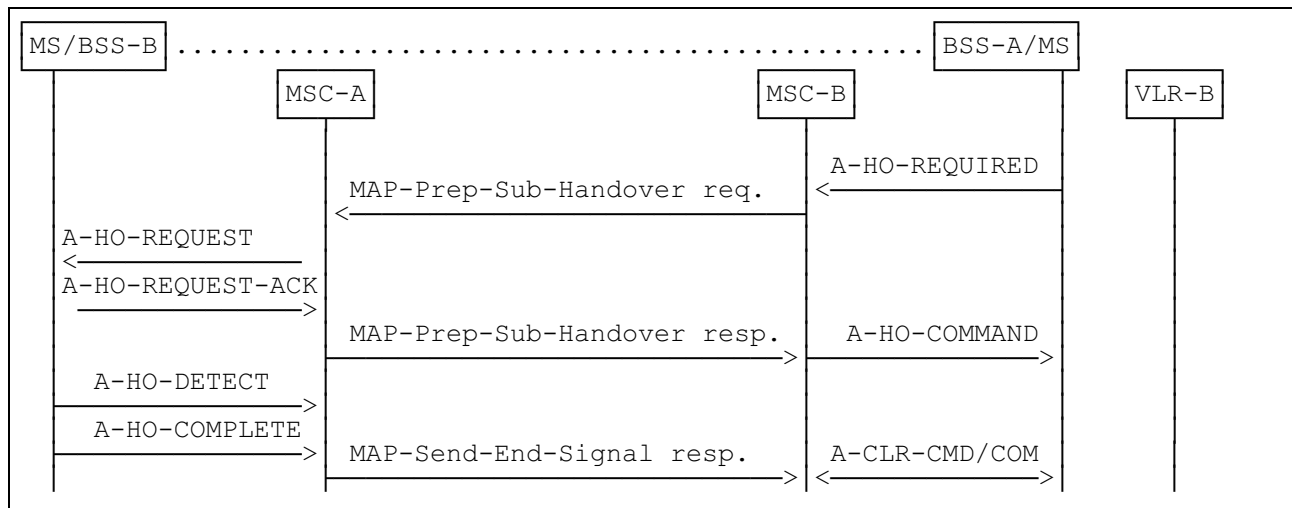 MS/BSS-B BSS-A/MS
MSC-A MSC-B VLR-B
A-HO-REQUIRED
MAP-Prep-Sub-Handover req.
A-HO-REQUEST
A-HO-REQUEST-ACK
MAP-Prep-Sub-Handover resp. A-HO-COMMAND
A-HO-DETECT
A-HO-COMPLETE
MAP-Send-End-Signal resp. A-CLR-CMD/COM